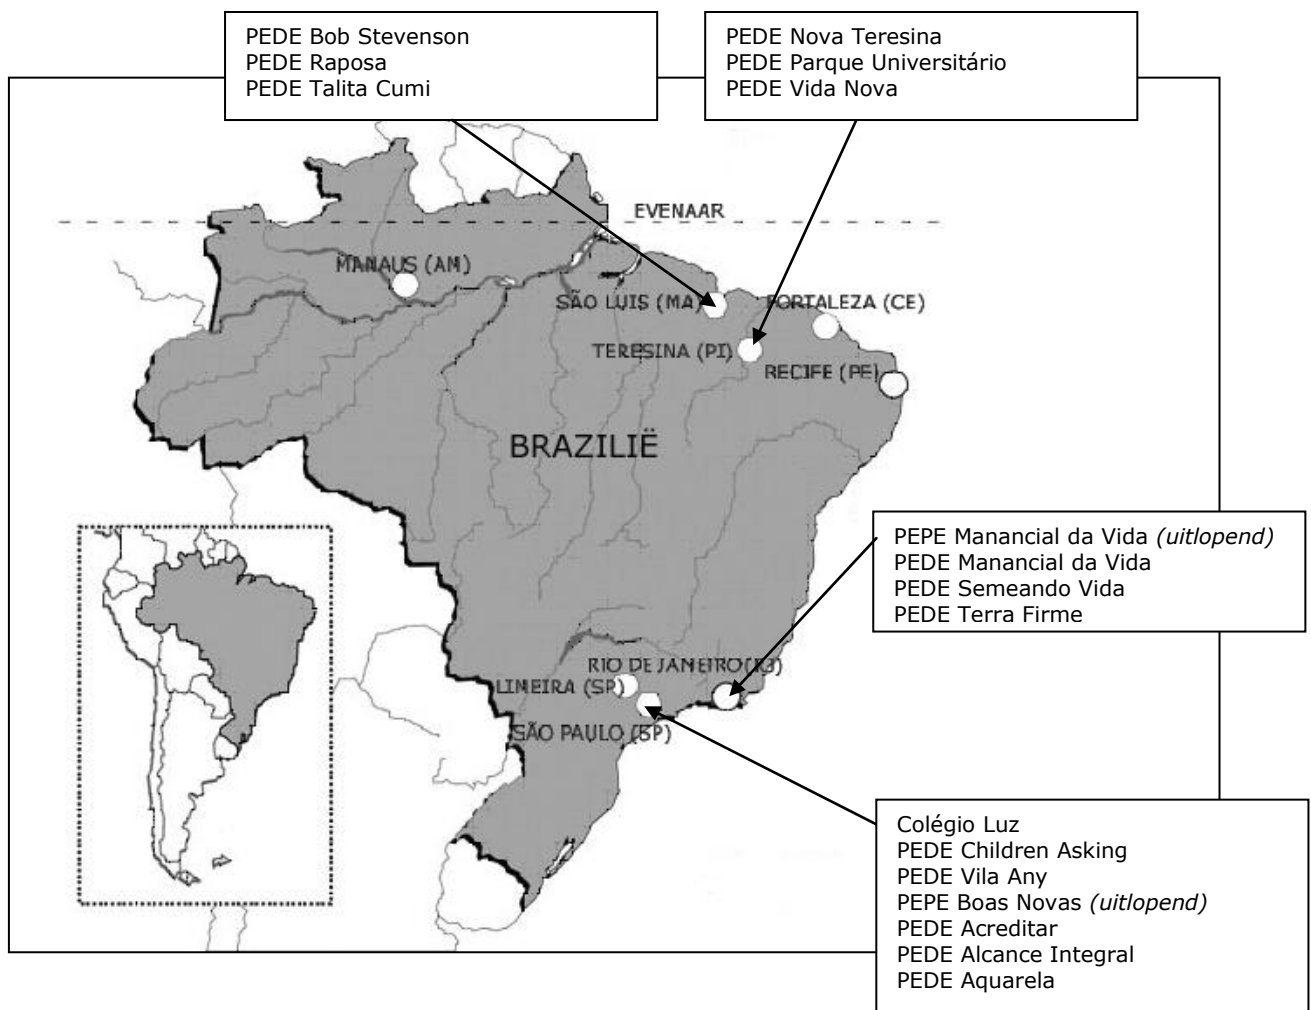 PEDE Bob Stevenson
PEDE Raposa
PEDE Talita Cumi
PEDE Nova Teresina
PEDE Parque Universitário
PEDE Vida Nova
EVENAAR
MANAUS (AM)
SÃO LUIS (MA)
FORTALEZA (CE)
TERESINA (PI)
RECIFE (PE)
BRAZILIË
PEPE Manancial da Vida (uitlopend)
PEDE Manancial da Vida
PEDE Semeando Vida
PEDE Terra Firme
RIO DE JANEIRO (RJ)
LIMEIRA (SP)
SÃO PAULO (SP)
Colégio Luz
PEDE Children Asking
PEDE Vila Any
PEPE Boas Novas (uitlopend)
PEDE Acreditar
PEDE Alcance Integral
PEDE Aquarela